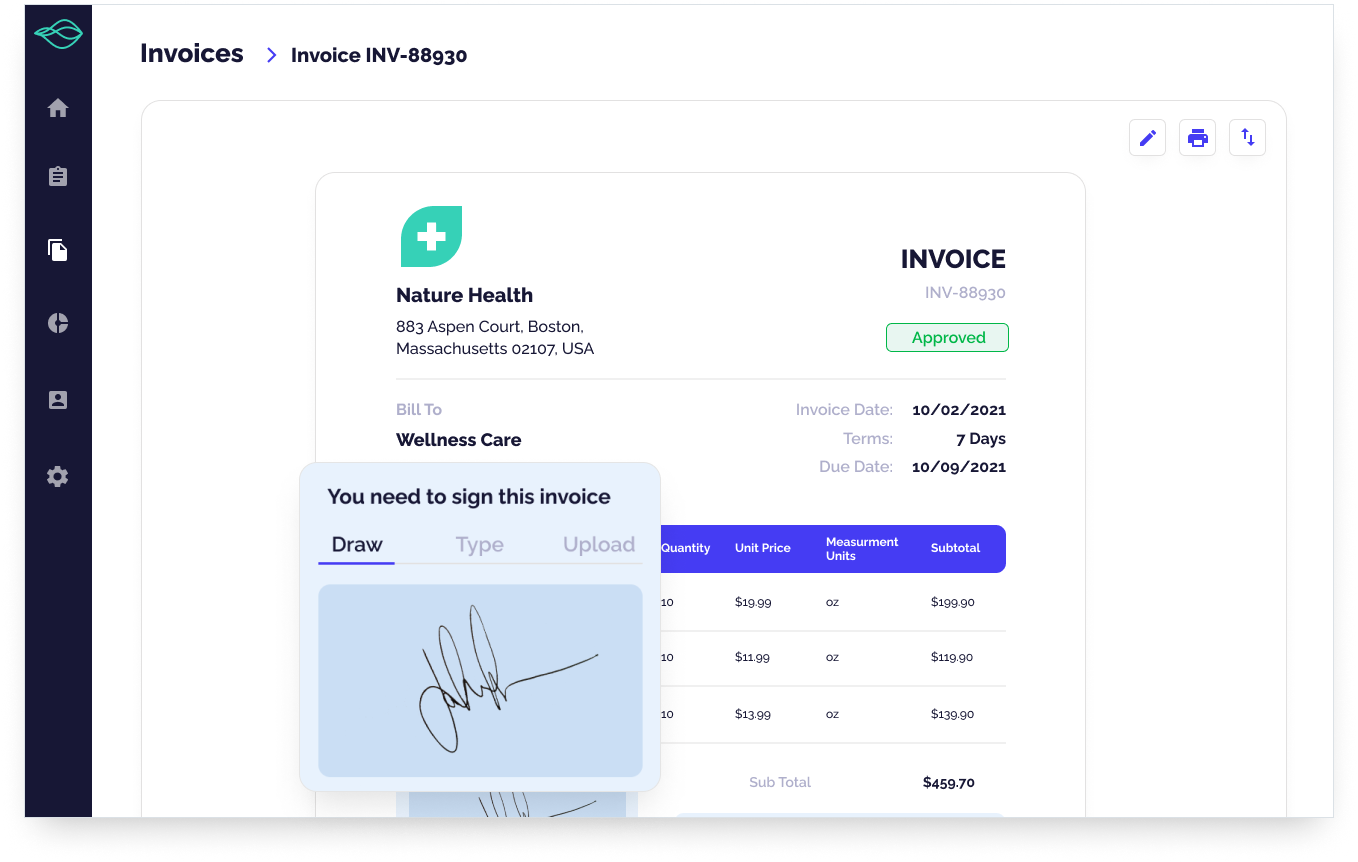 Invoices > Invoice INV-88930
INVOICE
INV-88930
Approved
Nature Health
883 Aspen Court, Boston,
Massachusetts 02107, USA
Bill To
Wellness Care
Invoice Date: 10/02/2021
Terms: 7 Days
Due Date: 10/09/2021
You need to sign this invoice
Draw Type Upload
Quantity Unit Price Measurment Units Subtotal
10 $19.99 oz $199.90
10 $11.99 oz $119.90
10 $13.99 oz $139.90
Sub Total $459.70